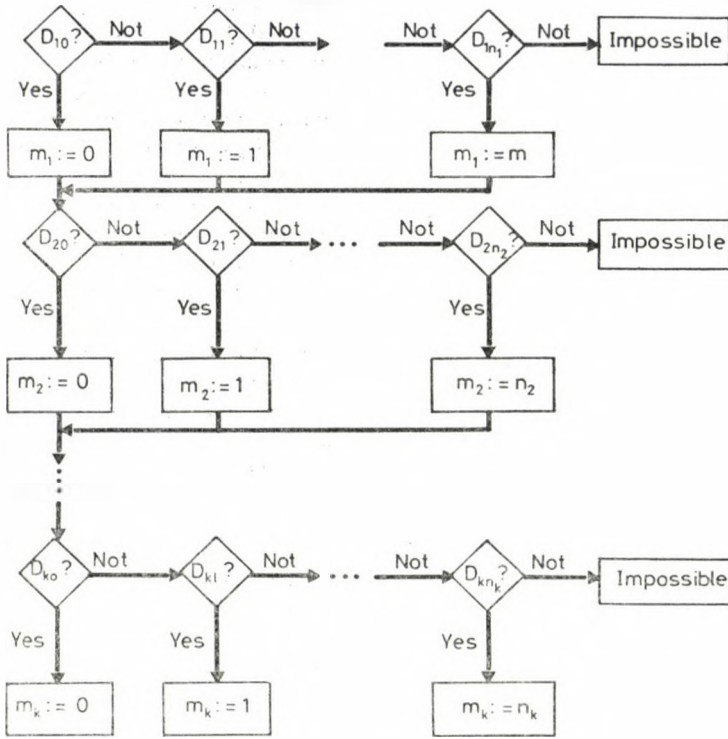 D₁₀? Not D₁₁? Not Not D₁ₙ₁? Not Impossible
Yes Yes Yes
m₁:= 0 m₁:= 1 m₁:= m
D₂₀? Not D₂₁? Not ... Not D₂ₙ₂? Not Impossible
Yes Yes Yes
m₂:= 0 m₂:= 1 m₂:= n₂
Dₖₒ? Not Dₖₗ? Not ... Not Dₖₙₖ? Not Impossible
Yes Yes Yes
mₖ:= 0 mₖ:= 1 mₖ:= nₖ